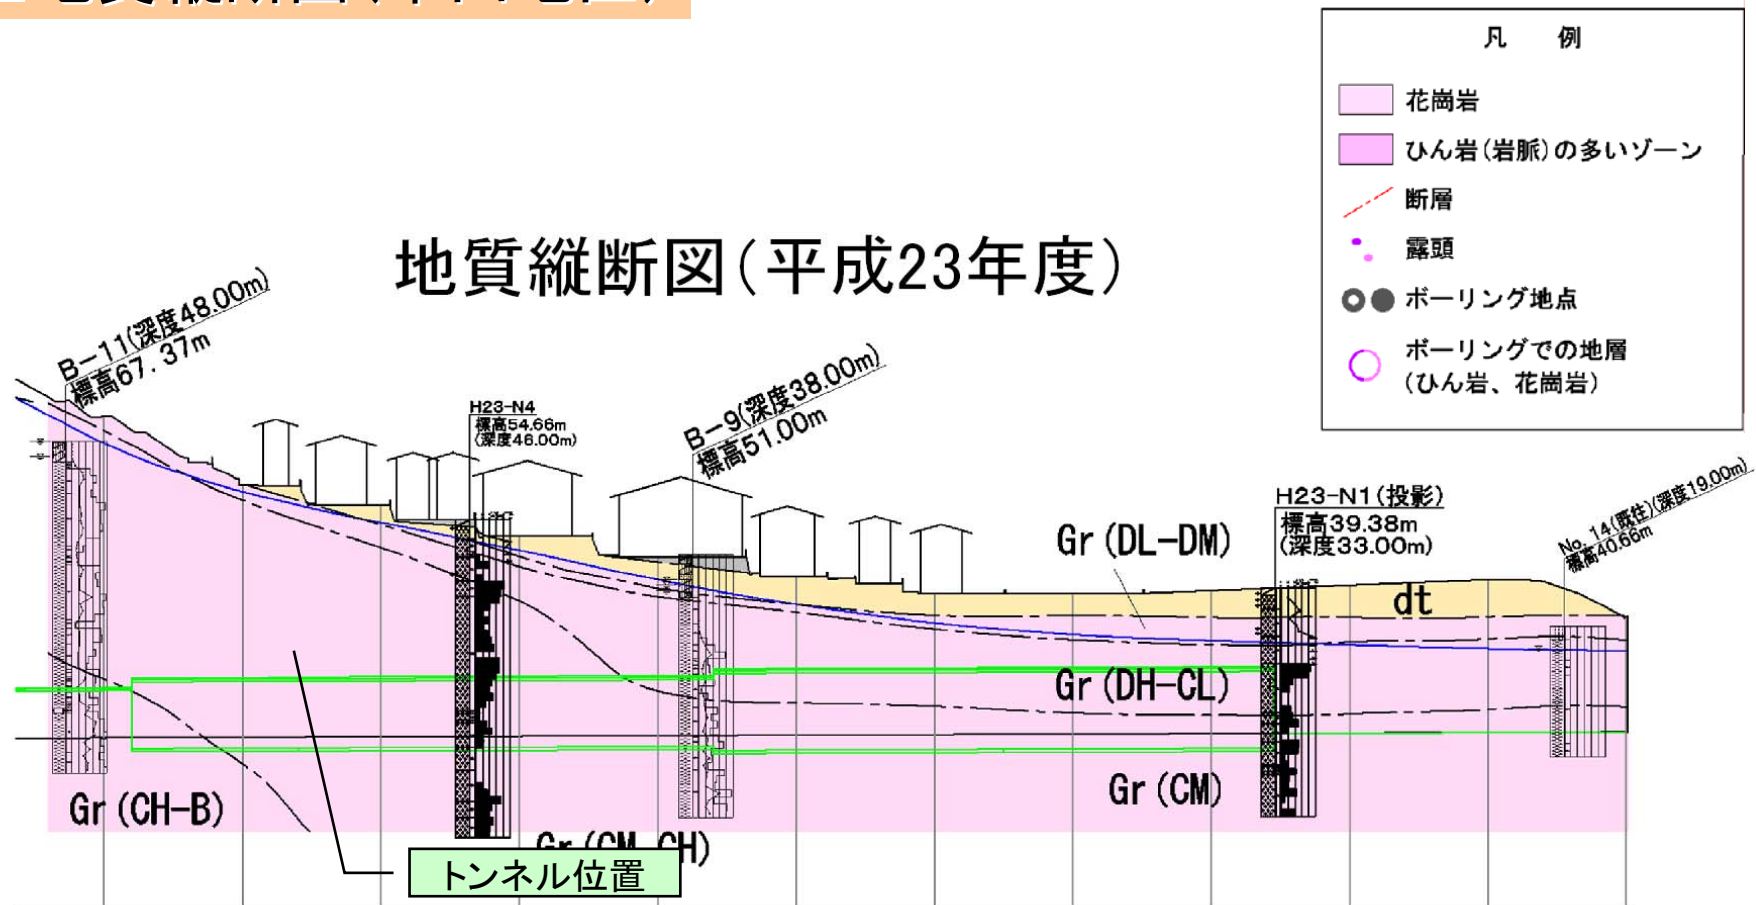 地質縦断図(平成23年度)
凡 例
花崗岩
ひん岩(岩脈)の多いゾーン
断層
露頭
ボーリング地点
ボーリングでの地層
(ひん岩、花崗岩)
B-11(深度48.00m)
標高67.37m
H23-N4
標高54.66m
(深度46.00m)
B-9(深度38.00m)
標高51.00m
H23-N1(投影)
標高39.38m
(深度33.00m)
No.14(既往)(深度19.00m)
標高40.66m
Gr(DL-DM)
dt
Gr(DH-CL)
Gr(CM)
Gr(CH-B)
Gr(CM-CH)
トンネル位置